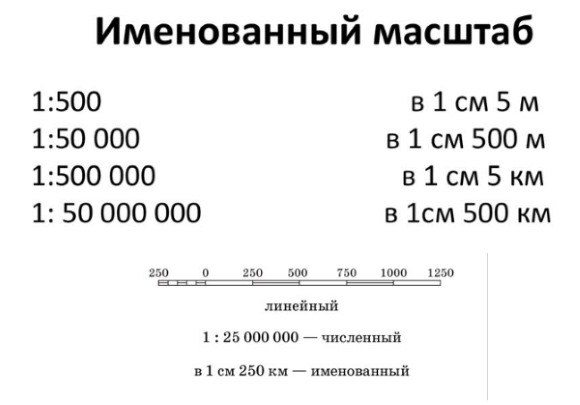 Именованный масштаб
1:500 в 1 см 5 м
1:50 000 в 1 см 500 м
1:500 000 в 1 см 5 км
1: 50 000 000 в 1см 500 км
250 0 250 500 750 1000 1250
линейный
1 : 25 000 000 — численный
в 1 см 250 км — именованный